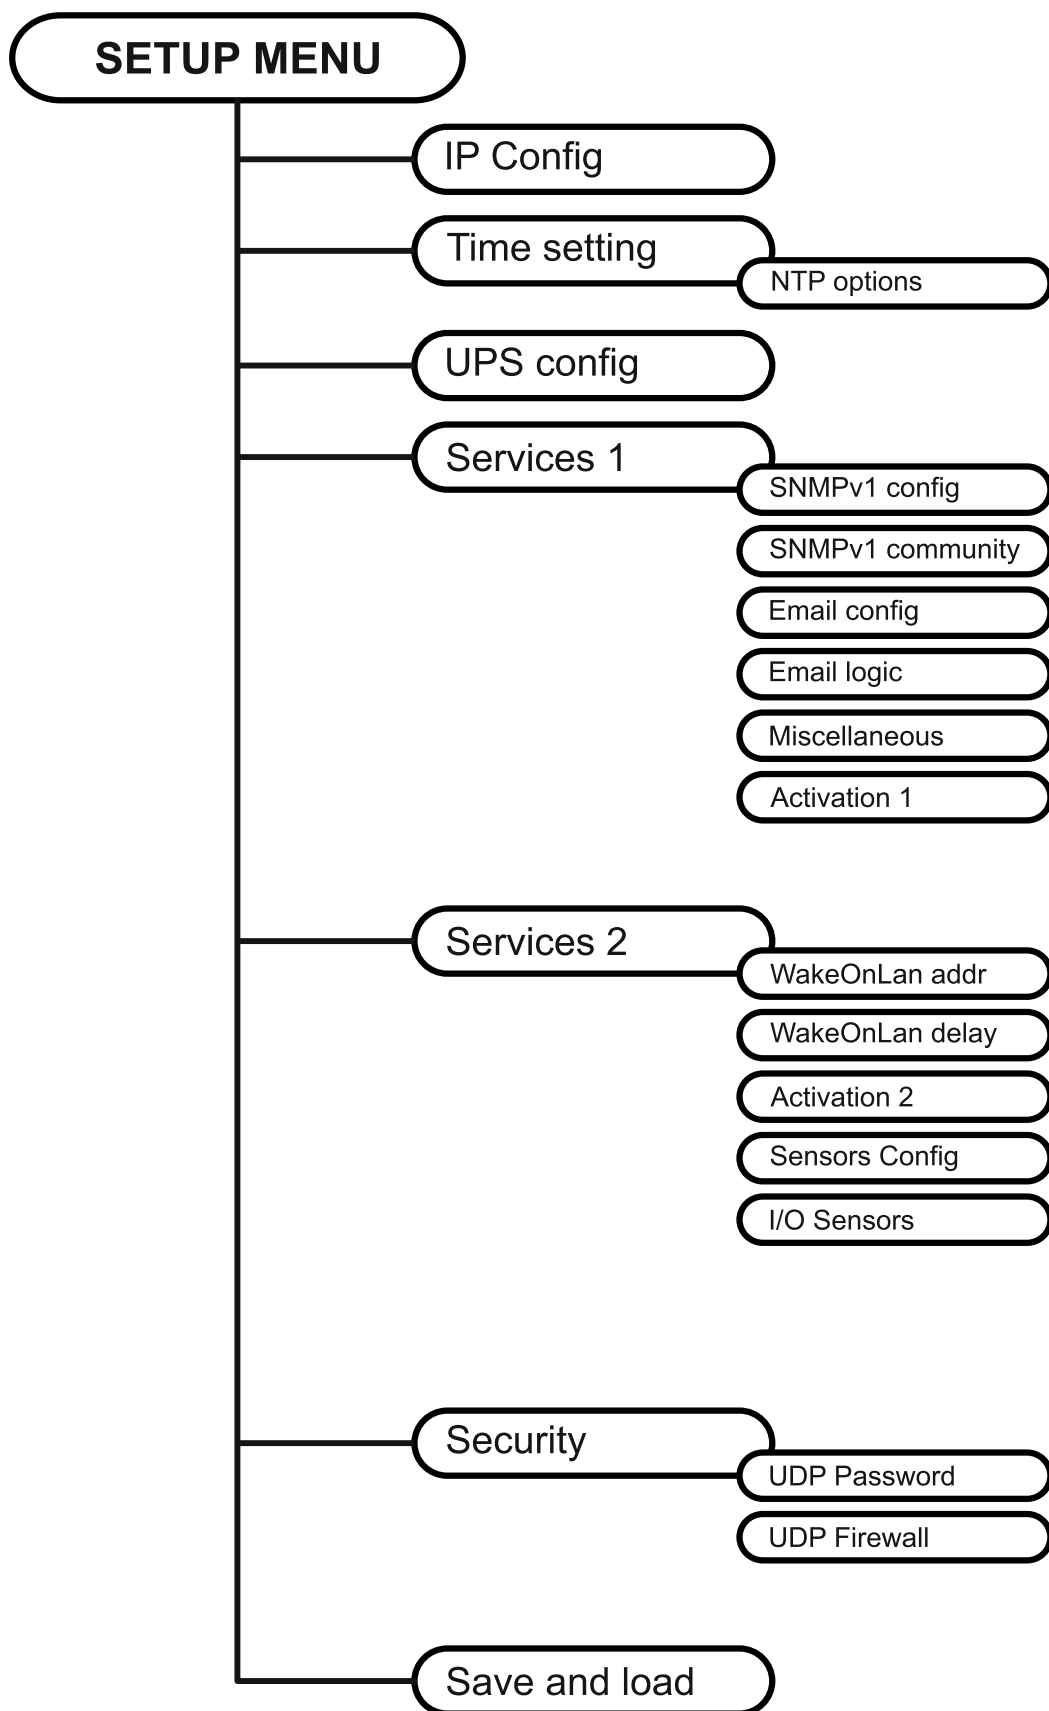 SETUP MENU
IP Config
Time setting
NTP options
UPS config
Services 1
SNMPv1 config
SNMPv1 community
Email config
Email logic
Miscellaneous
Activation 1
Services 2
WakeOnLan addr
WakeOnLan delay
Activation 2
Sensors Config
I/O Sensors
Security
UDP Password
UDP Firewall
Save and load